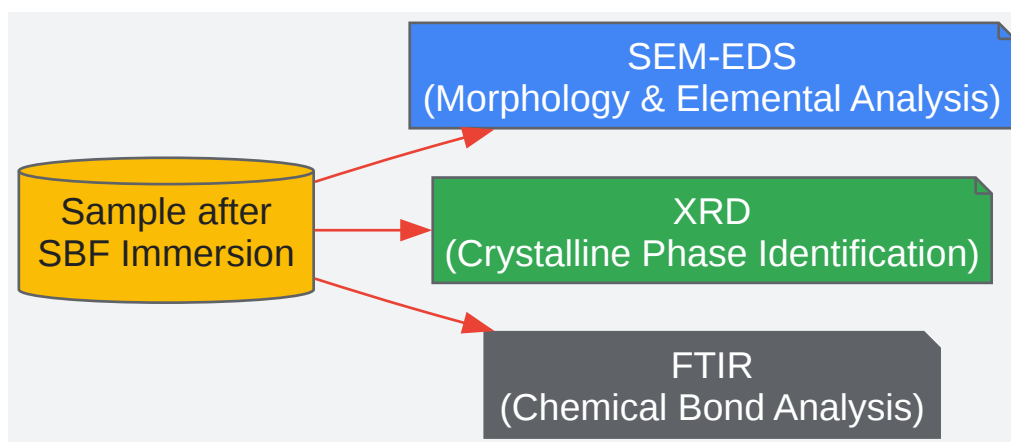 SEM-EDS
(Morphology & Elemental Analysis)
Sample after
SBF Immersion
XRD
(Crystalline Phase Identification)
FTIR
(Chemical Bond Analysis)